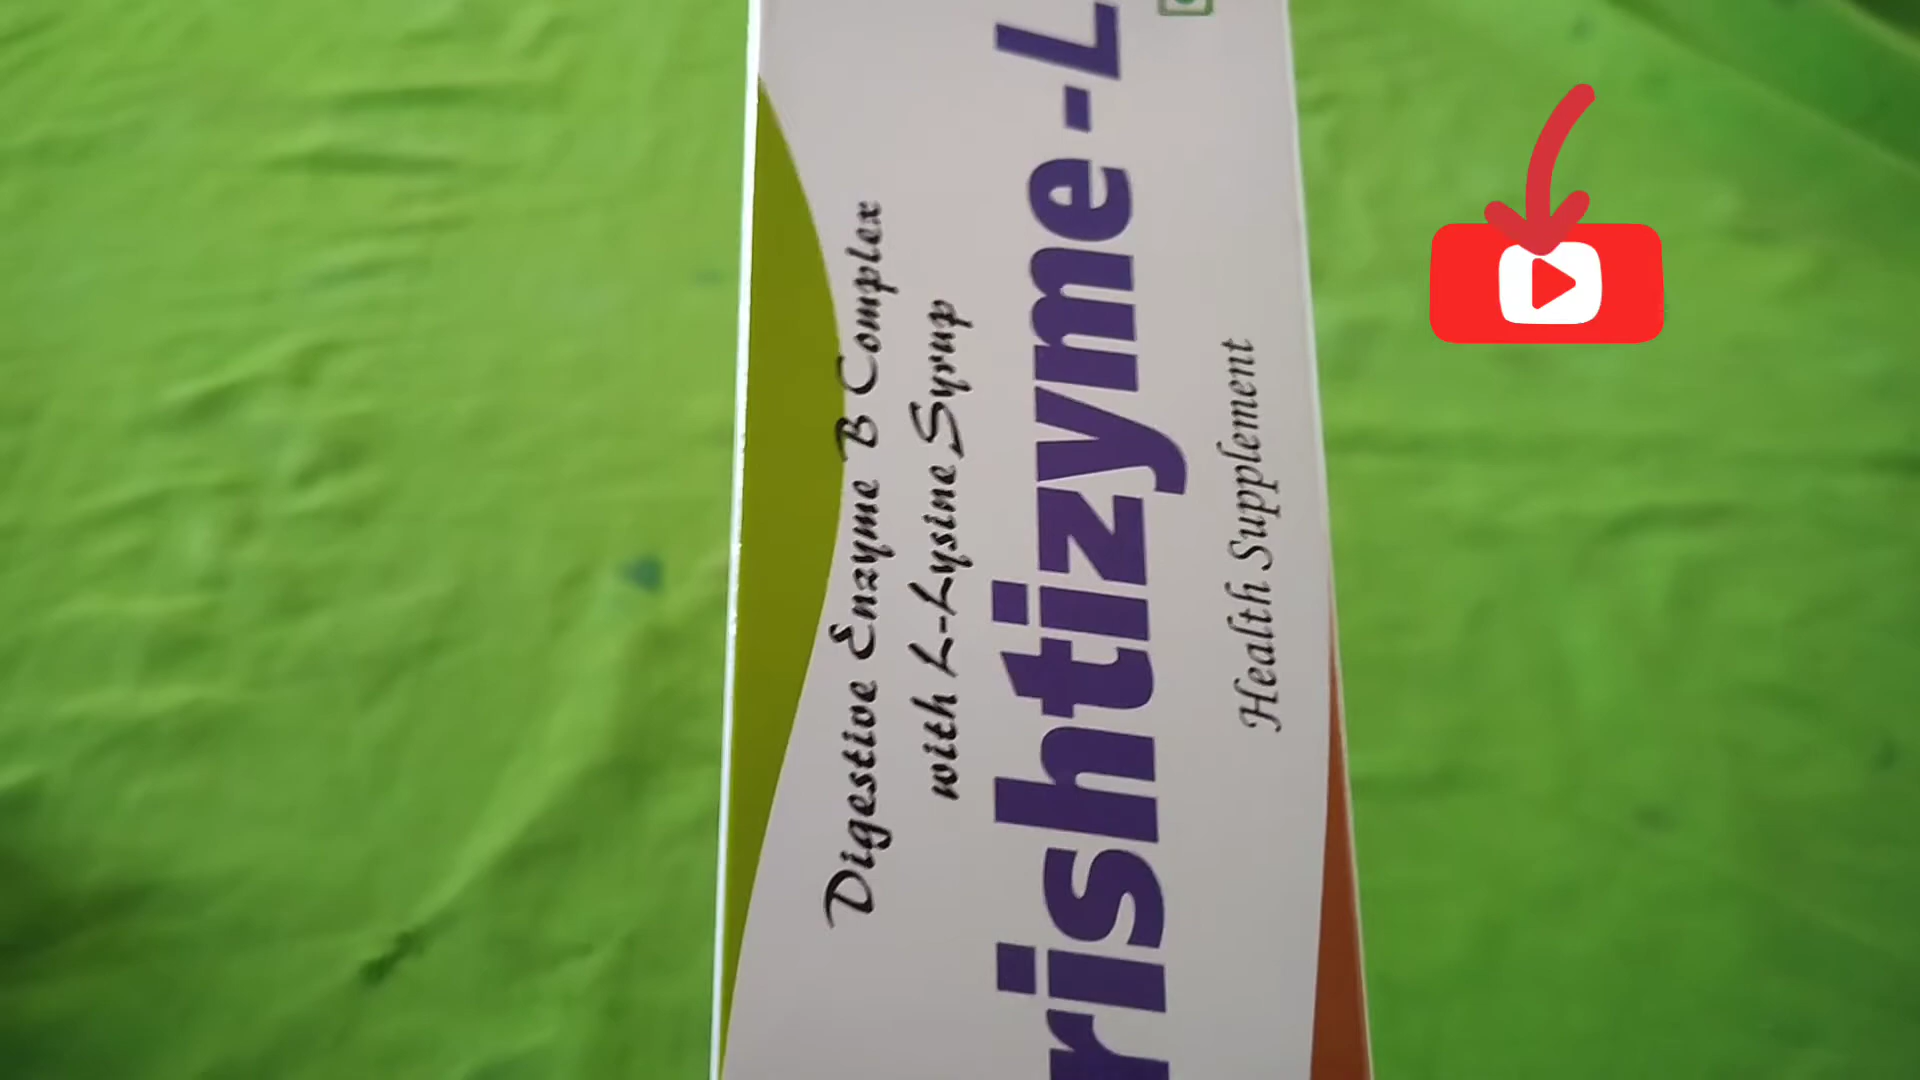 Digestive Enzyme B Complex
with L-Lysine Syrup
rishtizyme-L
Health Supplement